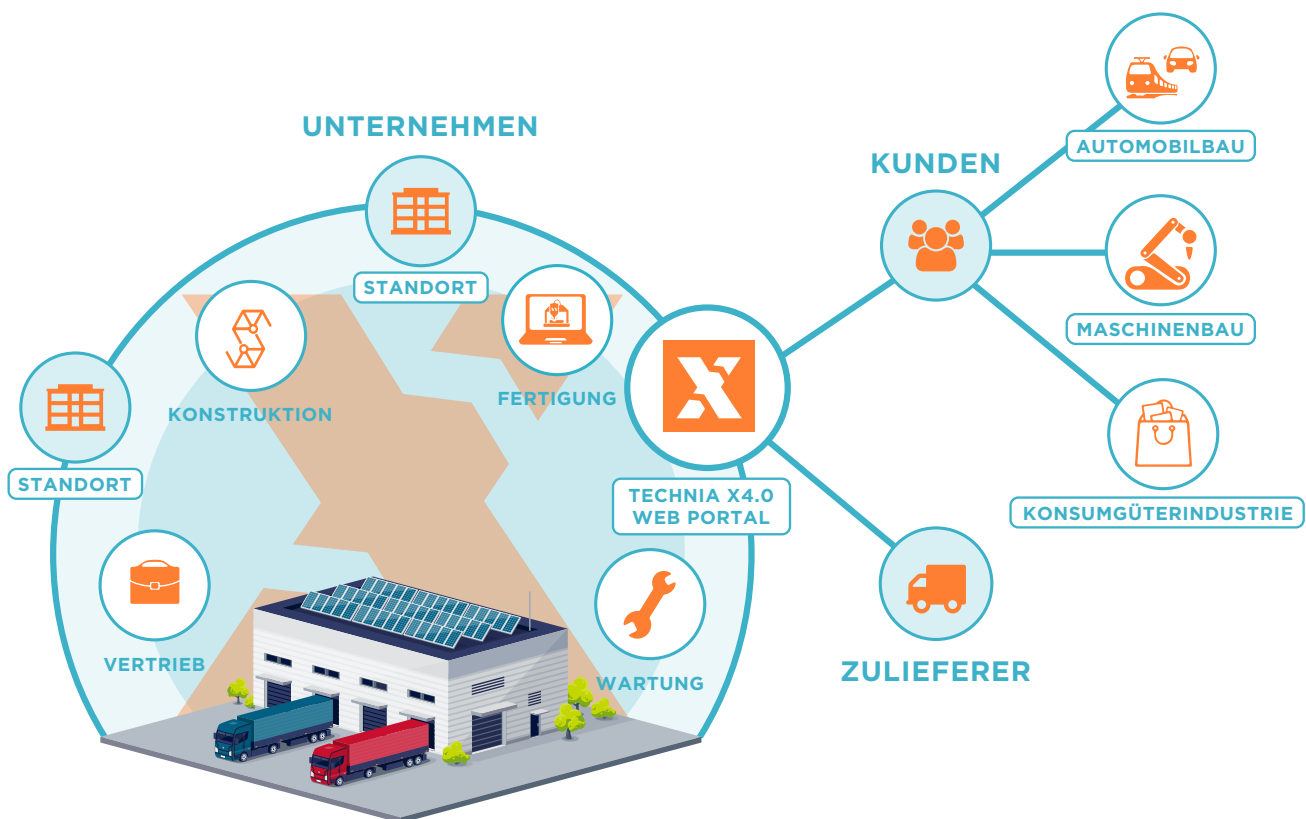 UNTERNEHMEN
STANDORT
KONSTRUKTION
FERTIGUNG
STANDORT
VERTRIEB
WARTUNG
TECHNIA X4.0
WEB PORTAL
KUNDEN
AUTOMOBILBAU
MASCHINENBAU
KONSUMGÜTERINDUSTRIE
ZULIEFERER